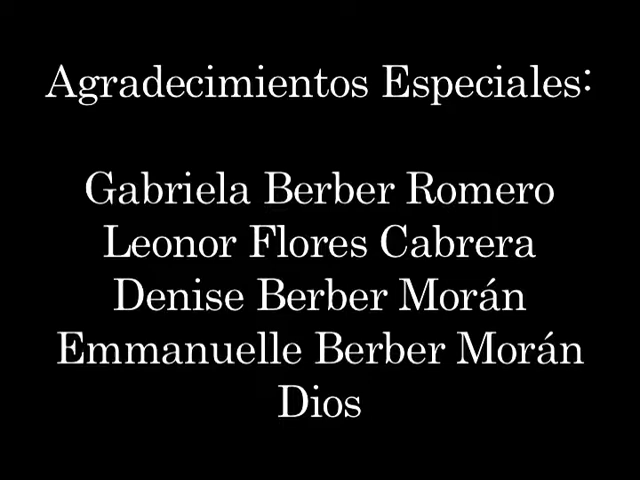 Agradecimientos Especiales:
Gabriela Berber Romero
Leonor Flores Cabrera
Denise Berber Morán
Emmanuelle Berber Morán
Dios